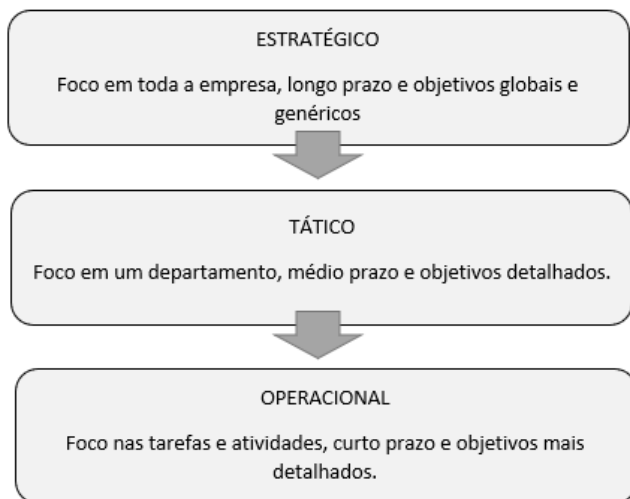 ESTRATÉGICO
Foco em toda a empresa, longo prazo e objetivos globais e
genéricos
TÁTICO
Foco em um departamento, médio prazo e objetivos detalhados.
OPERACIONAL
Foco nas tarefas e atividades, curto prazo e objetivos mais
detalhados.